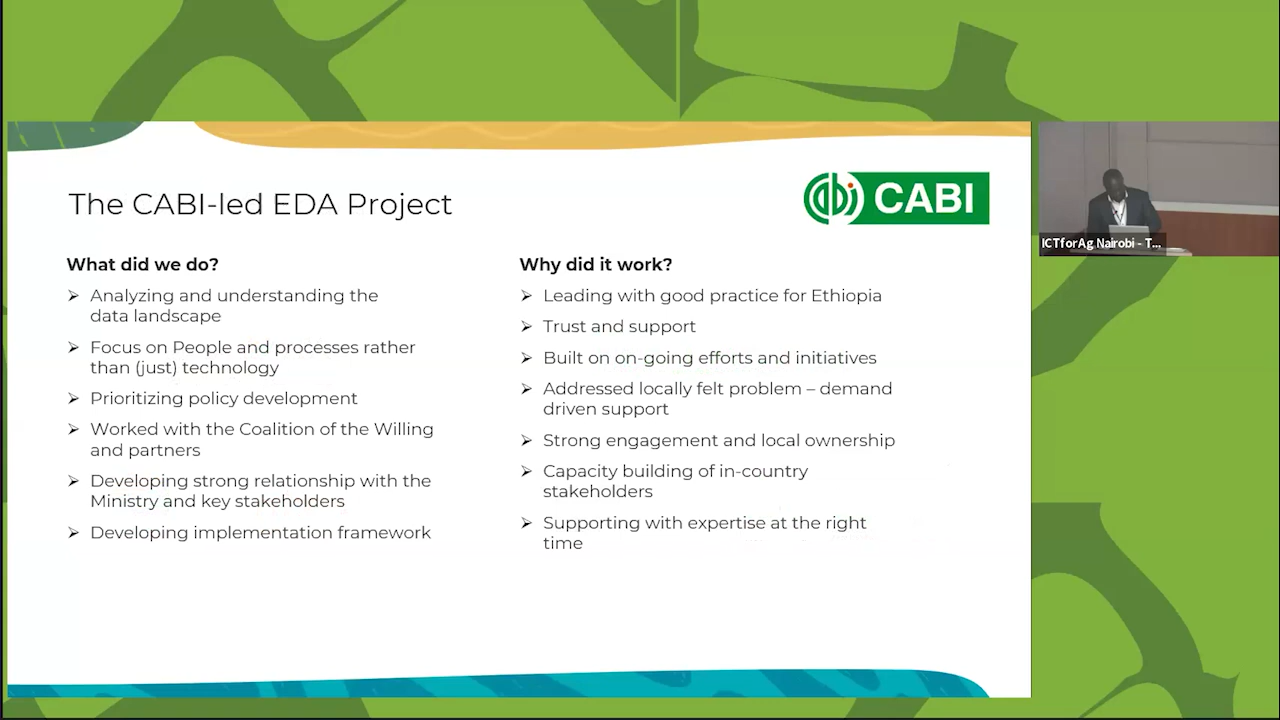 The CABI-led EDA Project
CABI
What did we do?
➢ Analyzing and understanding the
data landscape
➢ Focus on People and processes rather
than (just) technology
➢ Prioritizing policy development
➢ Worked with the Coalition of the Willing
and partners
➢ Developing strong relationship with the
Ministry and key stakeholders
➢ Developing implementation framework
Why did it work?
➢ Leading with good practice for Ethiopia
➢ Trust and support
➢ Built on on-going efforts and initiatives
➢ Addressed locally felt problem – demand
driven support
➢ Strong engagement and local ownership
➢ Capacity building of in-country
stakeholders
➢ Supporting with expertise at the right
time
ICTforAg Nairobi - T...